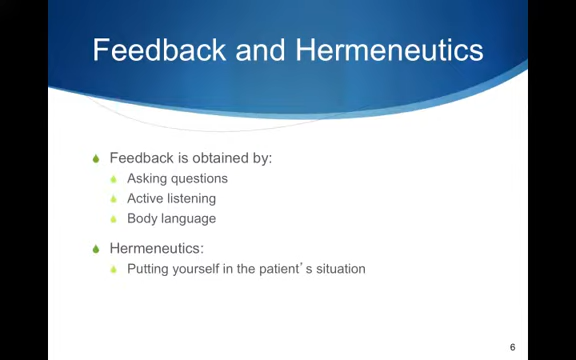 Feedback and Hermeneutics
Feedback is obtained by:
Asking questions
Active listening
Body language
Hermeneutics:
Putting yourself in the patient's situation
6